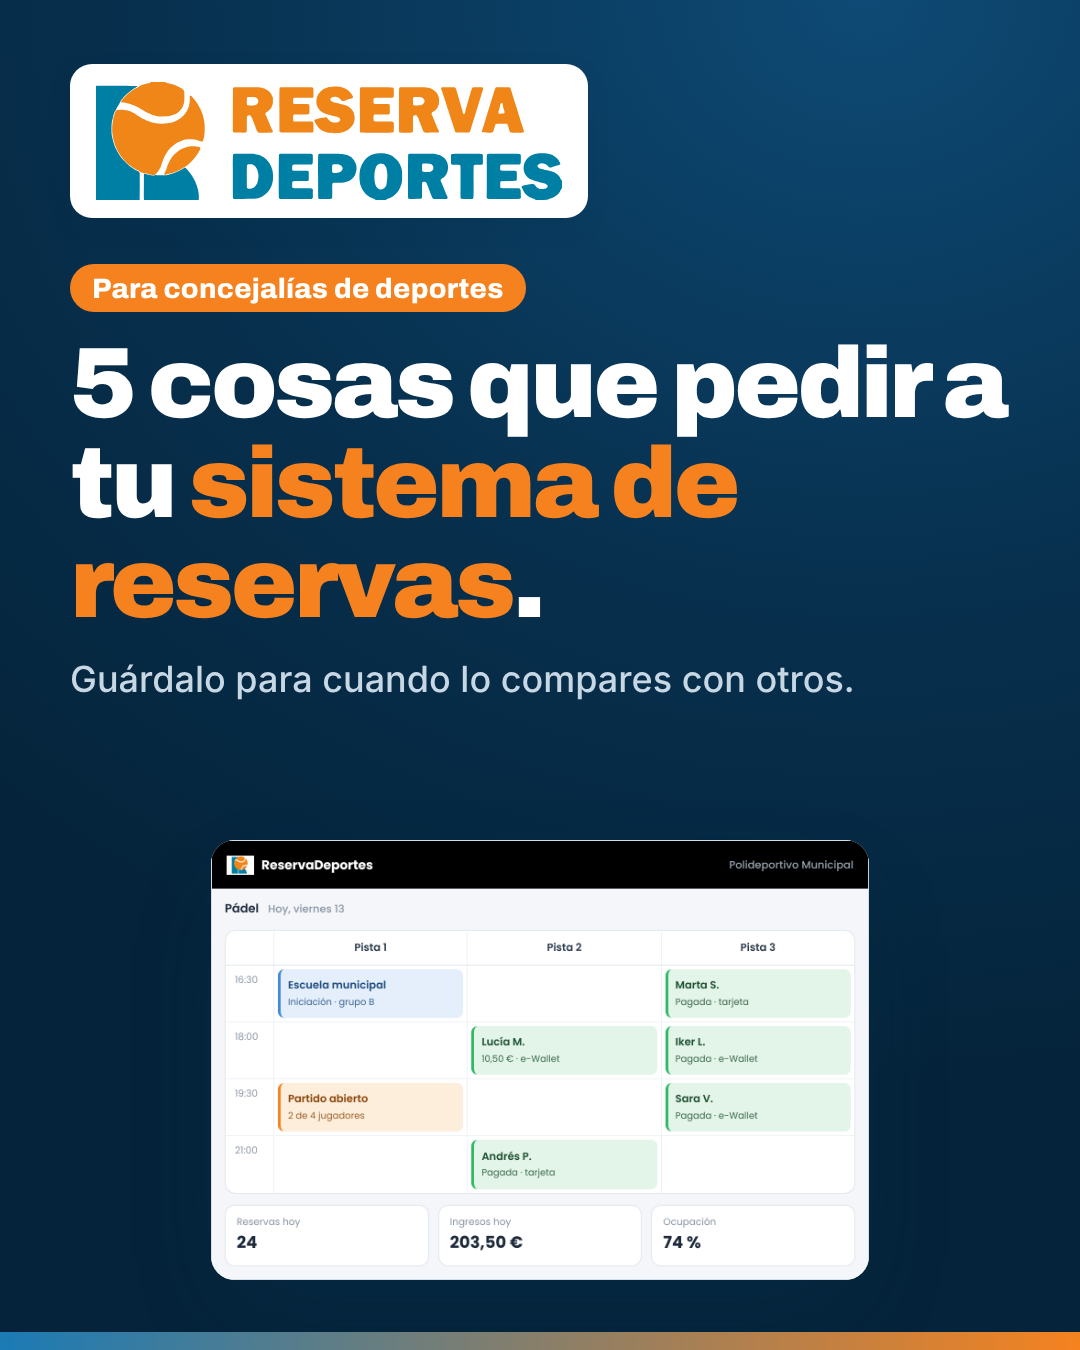 RESERVA
DEPORTES
Para concejalías de deportes
5 cosas que pedir a
tu sistema de
reservas.
Guárdalo para cuando lo compares con otros.
ReservaDeportes
Polideportivo Municipal
Pádel Hoy, viernes 13
Pista 1 Pista 2 Pista 3
16:30
Escuela municipal
Iniciación · grupo B
Marta S.
Pagada · tarjeta
18:00
Lucía M.
10,50 € · e-Wallet
Iker L.
Pagada · e-Wallet
19:30
Partido abierto
2 de 4 jugadores
Sara V.
Pagada · e-Wallet
21:00
Andrés P.
Pagada · tarjeta
Reservas hoy
24
Ingresos hoy
203,50 €
Ocupación
74 %